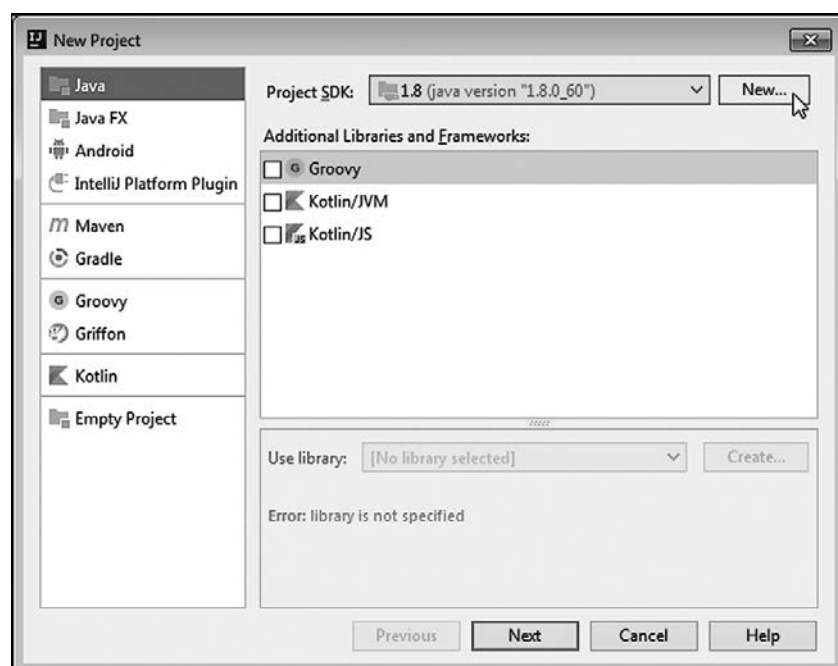 New Project
Java
Java FX
Android
IntelliJ Platform Plugin
Maven
Gradle
Groovy
Griffon
Kotlin
Empty Project
Project SDK: 1.8 (java version "1.8.0_60") New...
Additional Libraries and Frameworks:
Groovy
Kotlin/JVM
Kotlin/JS
Use library: [No library selected] Create...
Error: library is not specified
Previous Next Cancel Help